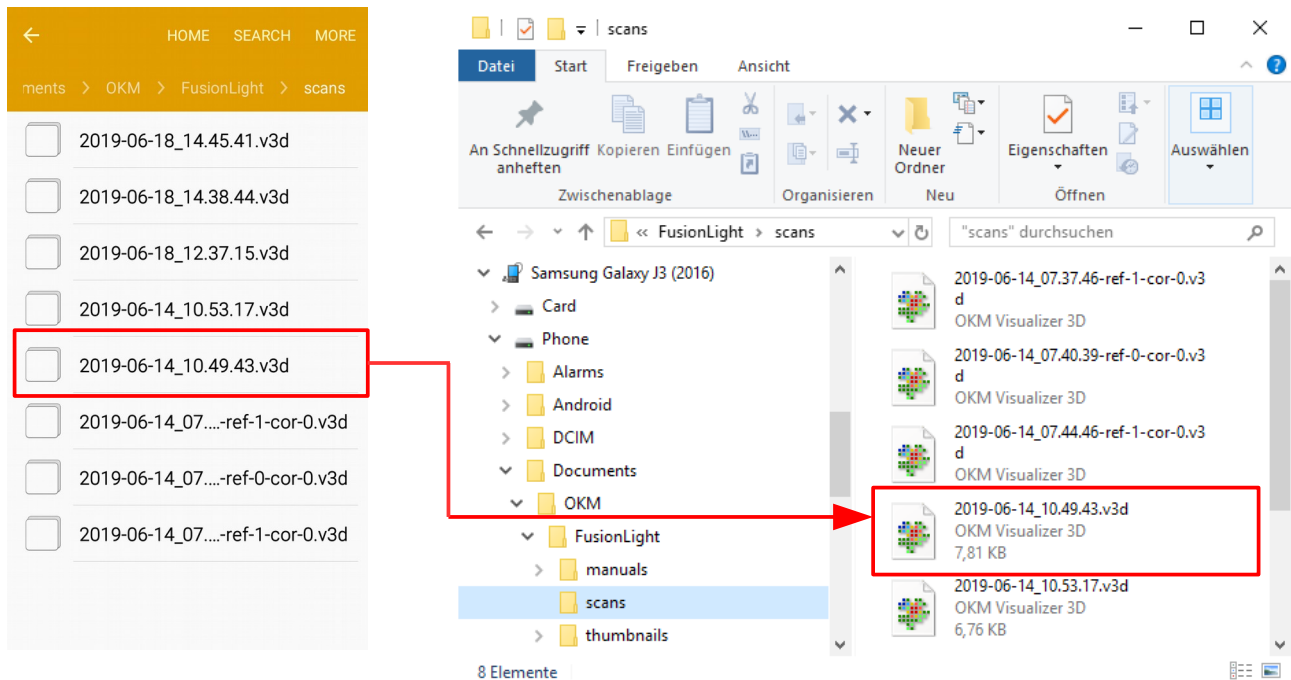 HOME SEARCH MORE
ments > OKM > FusionLight > scans
2019-06-18_14.45.41.v3d
2019-06-18_14.38.44.v3d
2019-06-18_12.37.15.v3d
2019-06-14_10.53.17.v3d
2019-06-14_10.49.43.v3d
2019-06-14_07....-ref-1-cor-0.v3d
2019-06-14_07....-ref-0-cor-0.v3d
2019-06-14_07....-ref-1-cor-0.v3d
scans
Datei Start Freigeben Ansicht
An Schnellzugriff
anheften
Kopieren
Einfügen
Zwischenablage
Organisieren
Neuer
Ordner
Neu
Eigenschaften
Öffnen
Auswählen
« FusionLight > scans
"scans" durchsuchen
Samsung Galaxy J3 (2016)
Card
Phone
Alarms
Android
DCIM
Documents
OKM
FusionLight
manuals
scans
thumbnails
2019-06-14_07.37.46-ref-1-cor-0.v3
d
OKM Visualizer 3D
2019-06-14_07.40.39-ref-0-cor-0.v3
d
OKM Visualizer 3D
2019-06-14_07.44.46-ref-1-cor-0.v3
d
OKM Visualizer 3D
2019-06-14_10.49.43.v3d
OKM Visualizer 3D
7,81 KB
2019-06-14_10.53.17.v3d
OKM Visualizer 3D
6,76 KB
8 Elemente